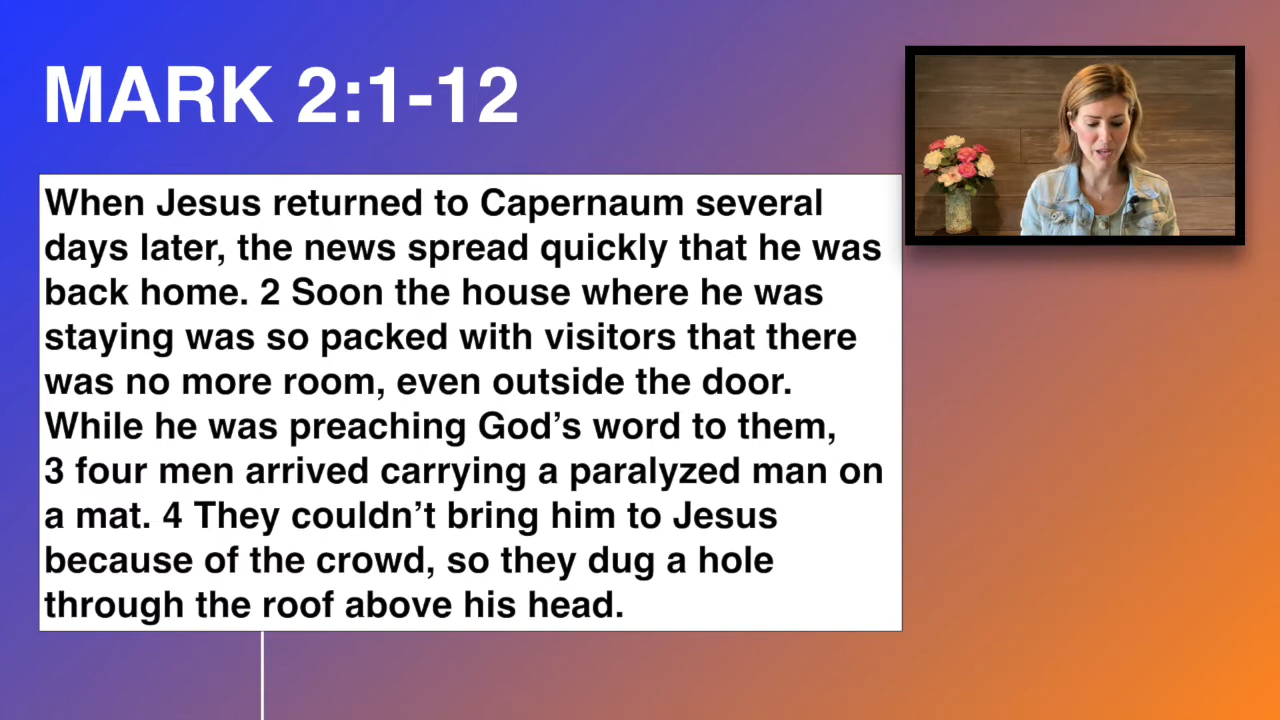 MARK 2:1-12
When Jesus returned to Capernaum several
days later, the news spread quickly that he was
back home. 2 Soon the house where he was
staying was so packed with visitors that there
was no more room, even outside the door.
While he was preaching God’s word to them,
3 four men arrived carrying a paralyzed man on
a mat. 4 They couldn’t bring him to Jesus
because of the crowd, so they dug a hole
through the roof above his head.